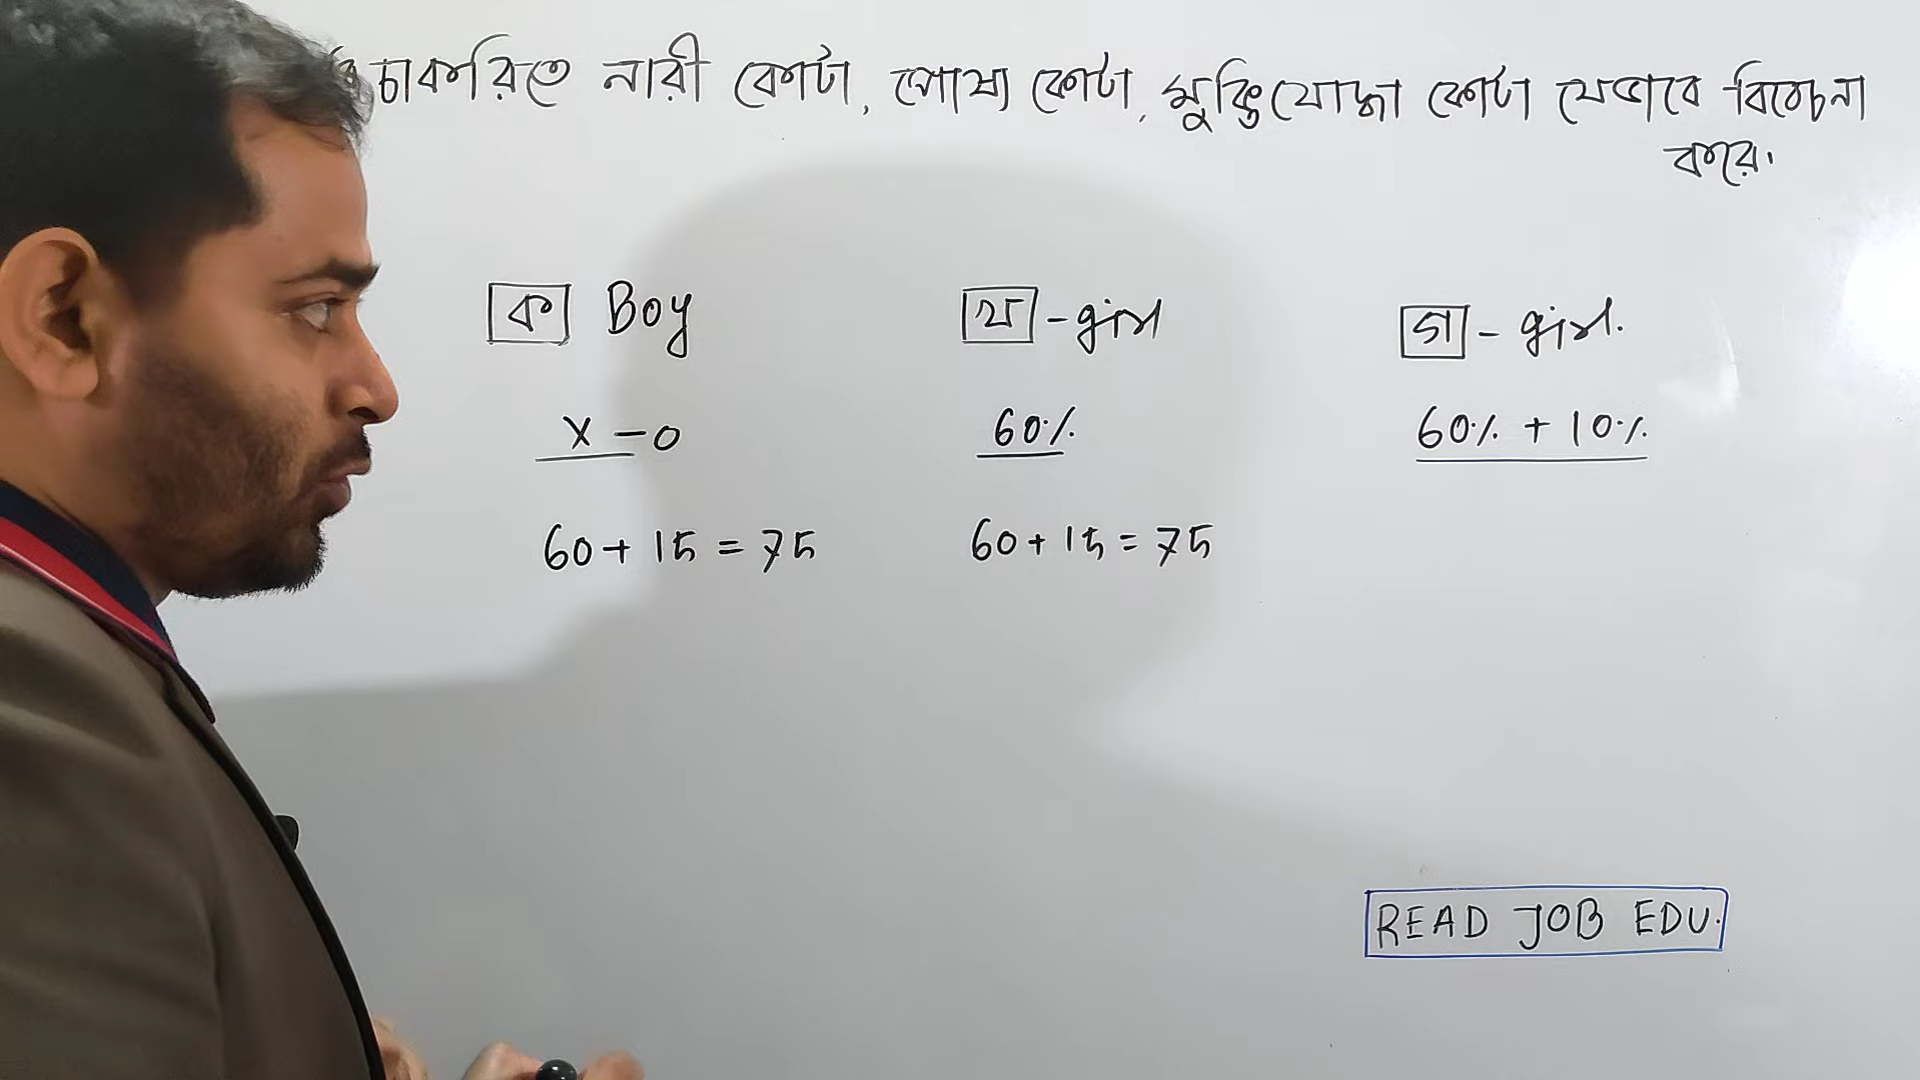 চাকরিতে নারী কোটা, পোষ্য কোটা, মুক্তিযোদ্ধা কোটা যেভাবে বিবেচনা
করে।
ক Boy
খ - girl
গ - girl.
x - 0
60%
60% + 10%
60 + 15 = 75
60 + 15 = 75
READ JOB EDU.